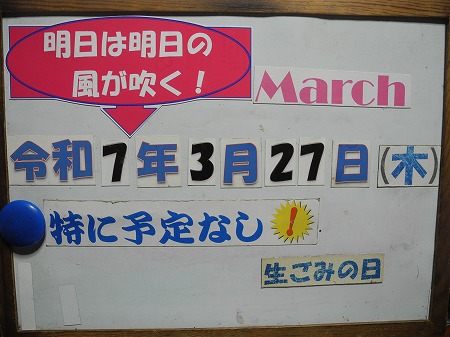 明日は明日の
風が吹く!
March
令和7年3月27日(木)
特に予定なし!
生ごみの日